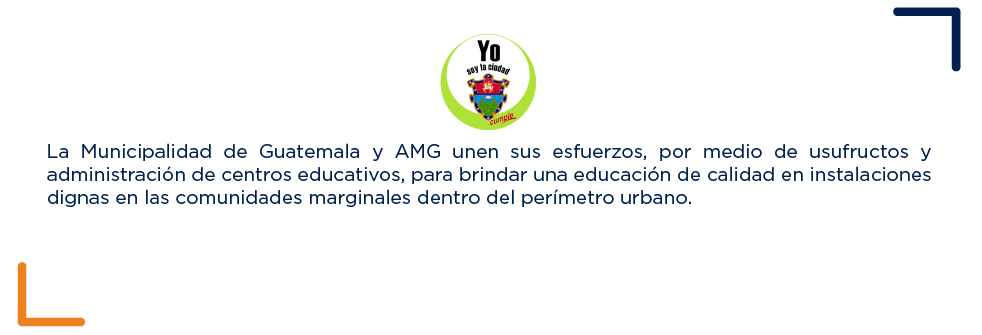 Yo
soy la ciudad
cumple
La Municipalidad de Guatemala y AMG unen sus esfuerzos, por medio de usufructos y
administración de centros educativos, para brindar una educación de calidad en instalaciones
dignas en las comunidades marginales dentro del perímetro urbano.